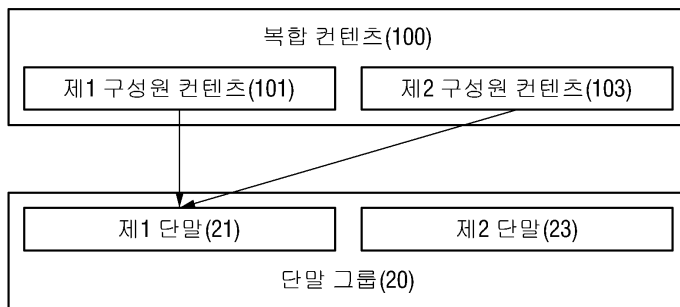 복합 컨텐츠(100)
제1 구성원 컨텐츠(101)
제2 구성원 컨텐츠(103)
제1 단말(21)
제2 단말(23)
단말 그룹(20)